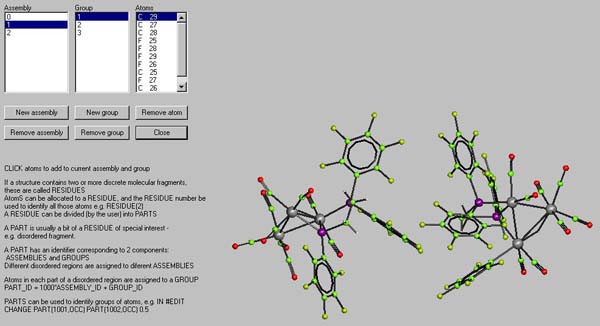 Assembly
Group
Atoms
0
1
2
1
2
3
C 29
C 27
C 28
F 25
F 28
F 29
F 26
C 25
F 27
C 26
New assembly
New group
Remove atom
Remove assembly
Remove group
Close
CLICK atoms to add to current assembly and group
If a structure contains two or more discrete molecular fragments,
these are called RESIDUES
AtomS can be allocated to a RESIDUE, and the RESIDUE number be
used to identify all those atoms e.g. RESIDUE(2)
A RESIDUE can be divided (by the user) into PARTS
A PART is usually a bit of a RESIDUE of special interest -
e.g. disordered fragment.
A PART has an identifier corresponding to 2 components:
ASSEMBLIES and GROUPS
Different disordered regions are assigned to diferent ASSEMBLIES
Atoms in each part of a disordered region are assigned to a GROUP
PART_ID = 1000*ASSEMBLY_ID + GROUP_ID
PARTS can be used to identify groups of atoms, e.g. IN #EDIT
CHANGE PART(1001,OCC) PART(1002,OCC) 0.5